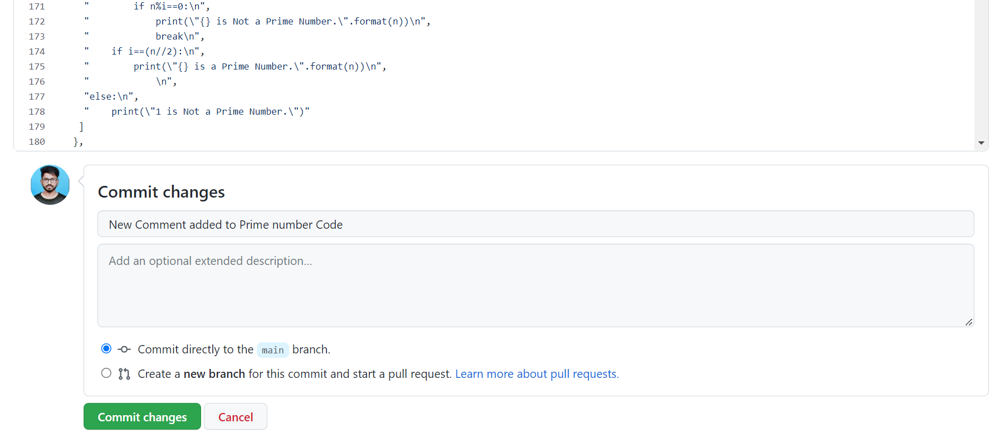 171 "        if n%i==0:\n",
172 "            print(\"{} is Not a Prime Number.\".format(n))\n",
173 "            break\n",
174 "    if i==(n//2):\n",
175 "        print(\"{} is a Prime Number.\".format(n))\n",
176 "            \n",
177 "else:\n",
178 "    print(\"1 is Not a Prime Number.\")"
179 ]
180 },
Commit changes
New Comment added to Prime number Code
Add an optional extended description...
Commit directly to the main branch.
Create a new branch for this commit and start a pull request. Learn more about pull requests.
Commit changes Cancel